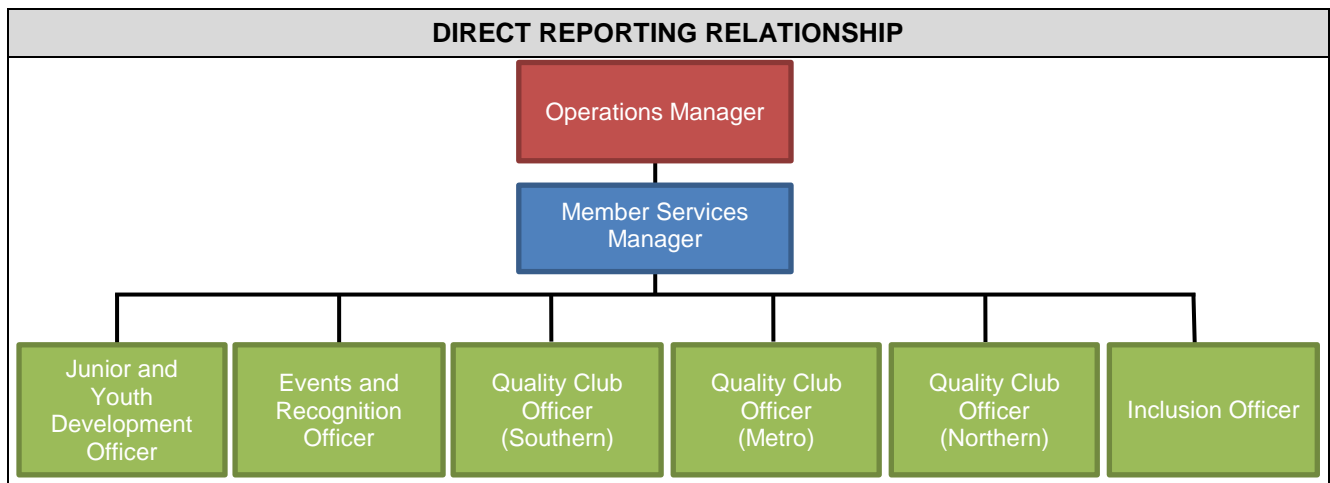 DIRECT REPORTING RELATIONSHIP
Operations Manager
Member Services
Manager
Junior and
Youth
Development
Officer
Events and
Recognition
Officer
Quality Club
Officer
(Southern)
Quality Club
Officer
(Metro)
Quality Club
Officer
(Northern)
Inclusion Officer